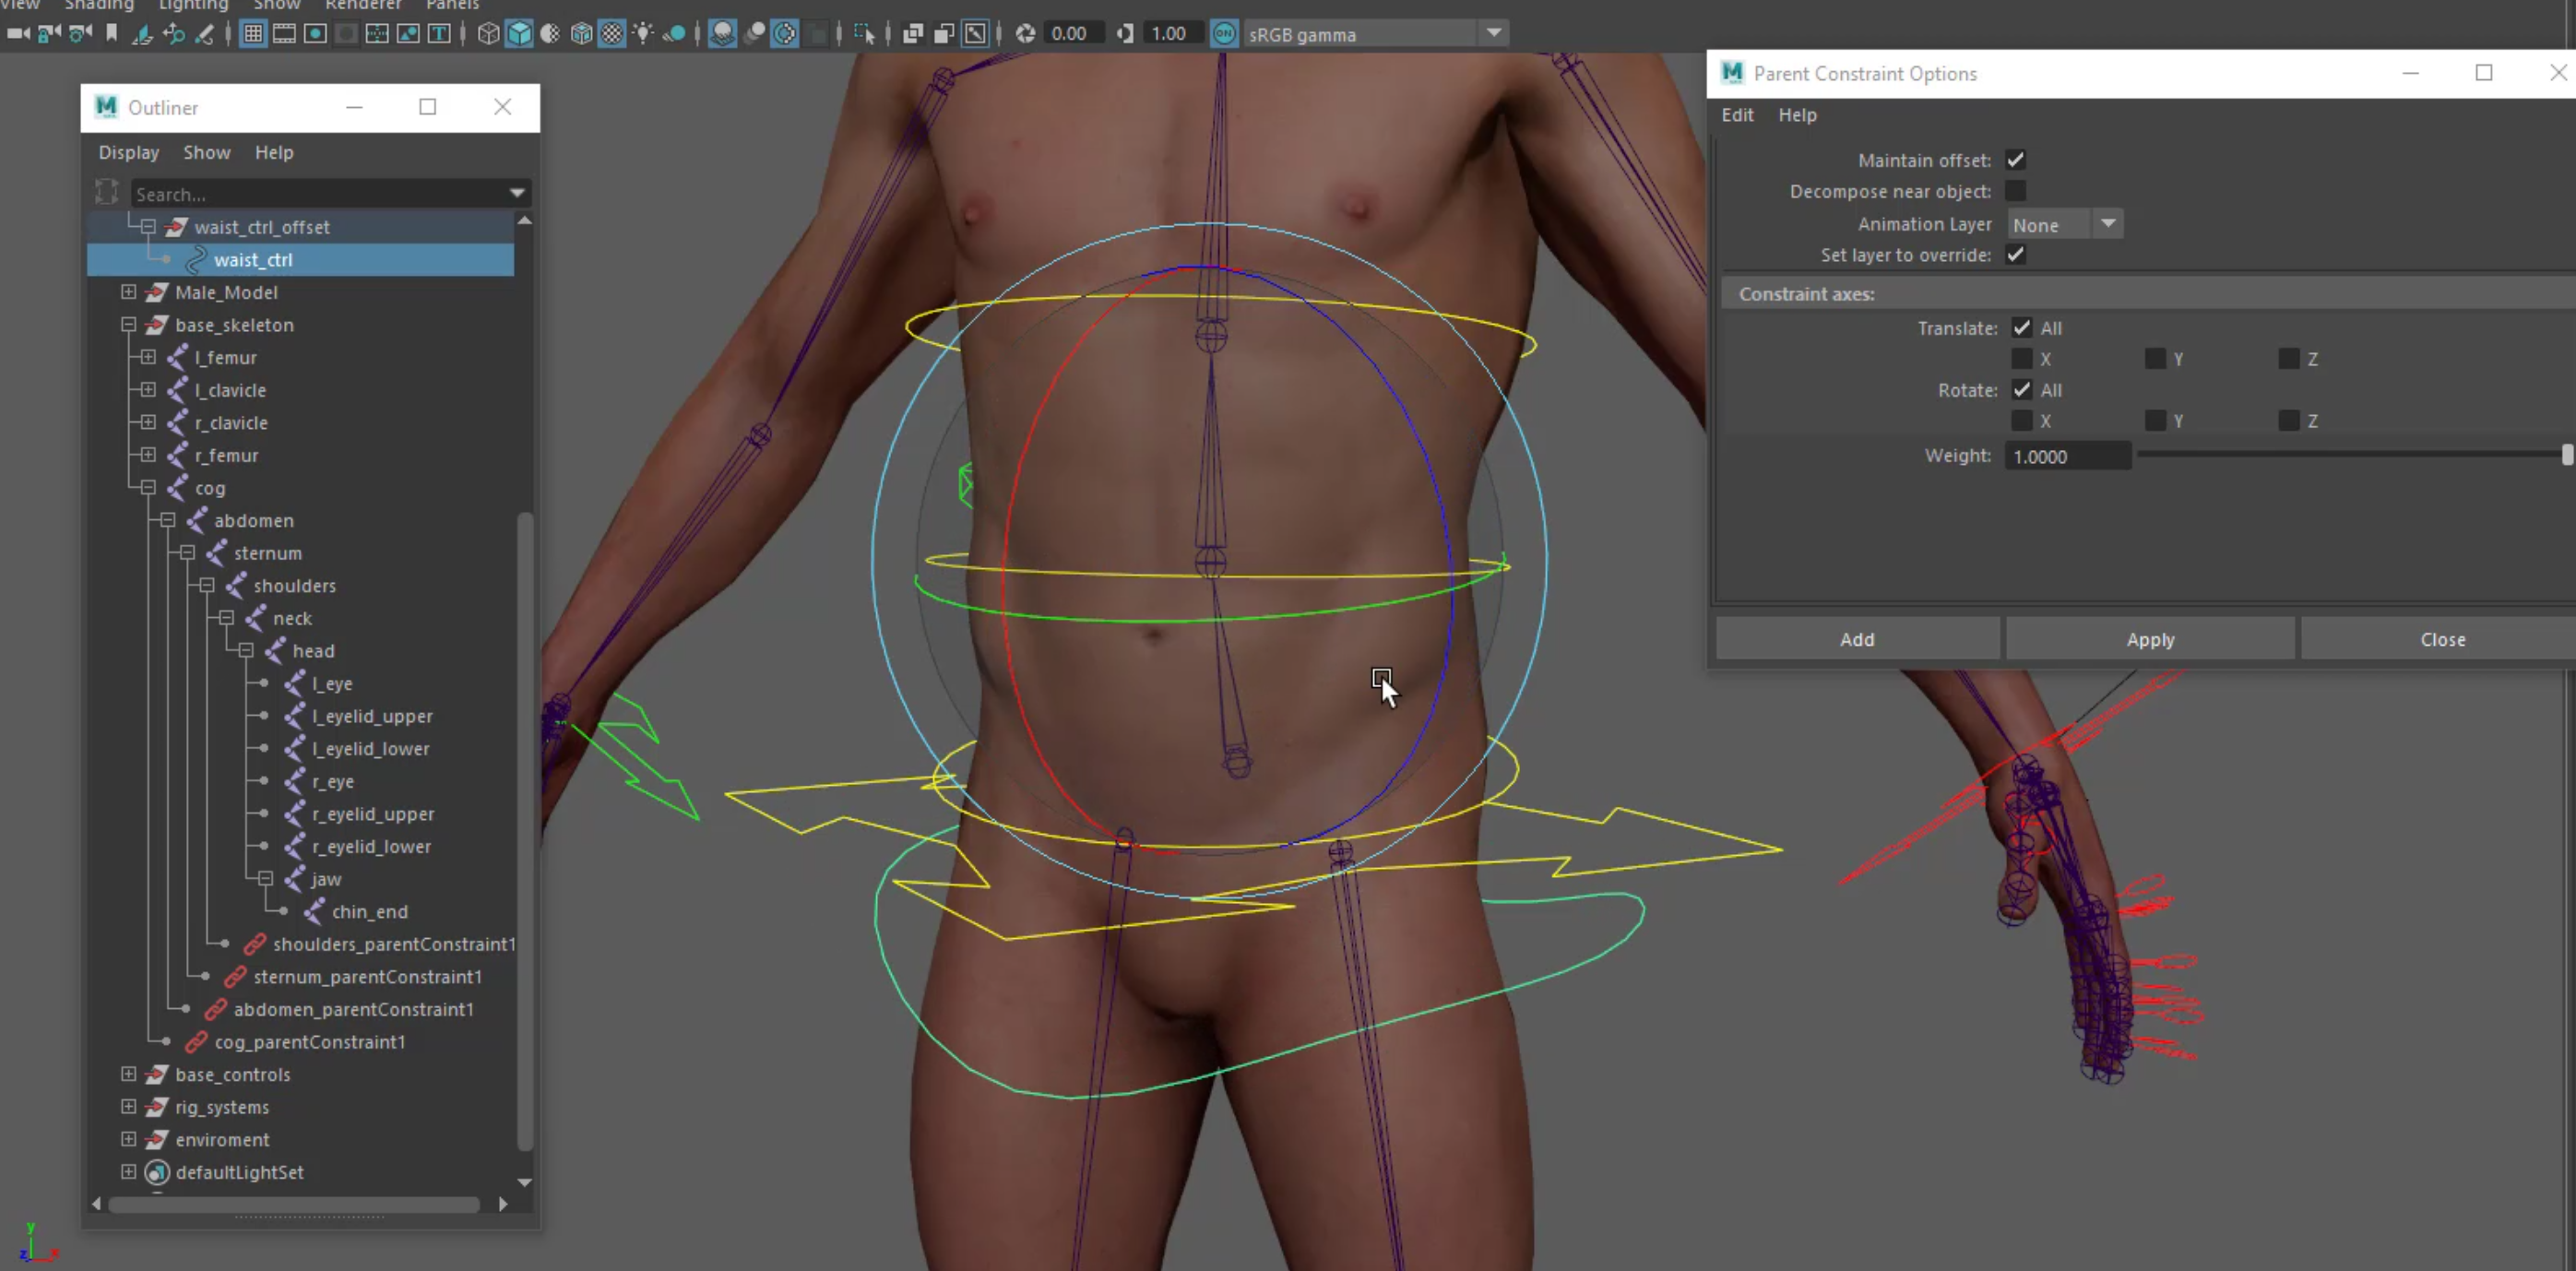 View Shading Lighting Show Renderer Panels
0.00 1.00 ON sRGB gamma
Outliner
Display Show Help
Search...
waist_ctrl_offset
waist_ctrl
Male_Model
base_skeleton
l_femur
l_clavicle
r_clavicle
r_femur
cog
abdomen
sternum
shoulders
neck
head
l_eye
l_eyelid_upper
l_eyelid_lower
r_eye
r_eyelid_upper
r_eyelid_lower
jaw
chin_end
shoulders_parentConstraint1
sternum_parentConstraint1
abdomen_parentConstraint1
cog_parentConstraint1
base_controls
rig_systems
enviroment
defaultLightSet
Parent Constraint Options
Edit Help
Maintain offset:
Decompose near object:
Animation Layer None
Set layer to override:
Constraint axes:
Translate: All
X Y Z
Rotate: All
X Y Z
Weight: 1.0000
Add Apply Close
y
z x